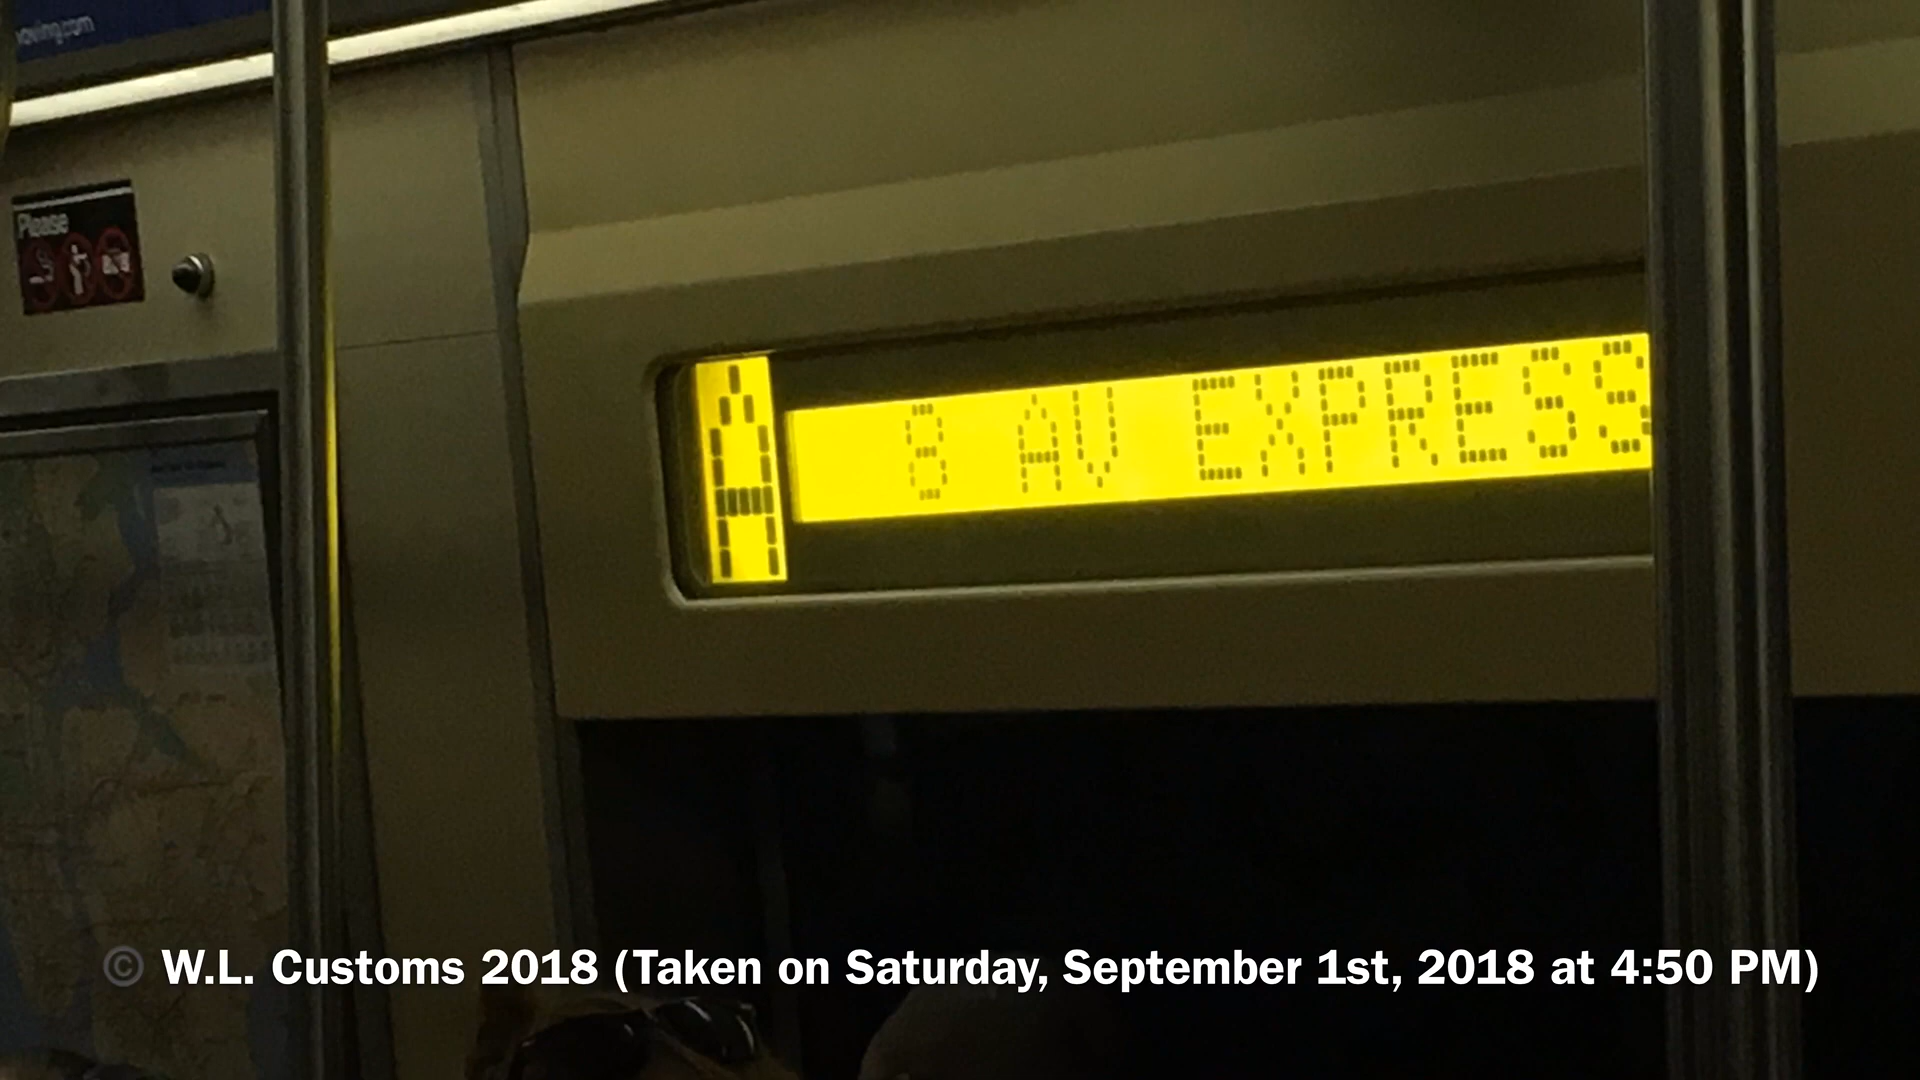 Please
A
8 AV EXPRESS
© W.L. Customs 2018 (Taken on Saturday, September 1st, 2018 at 4:50 PM)